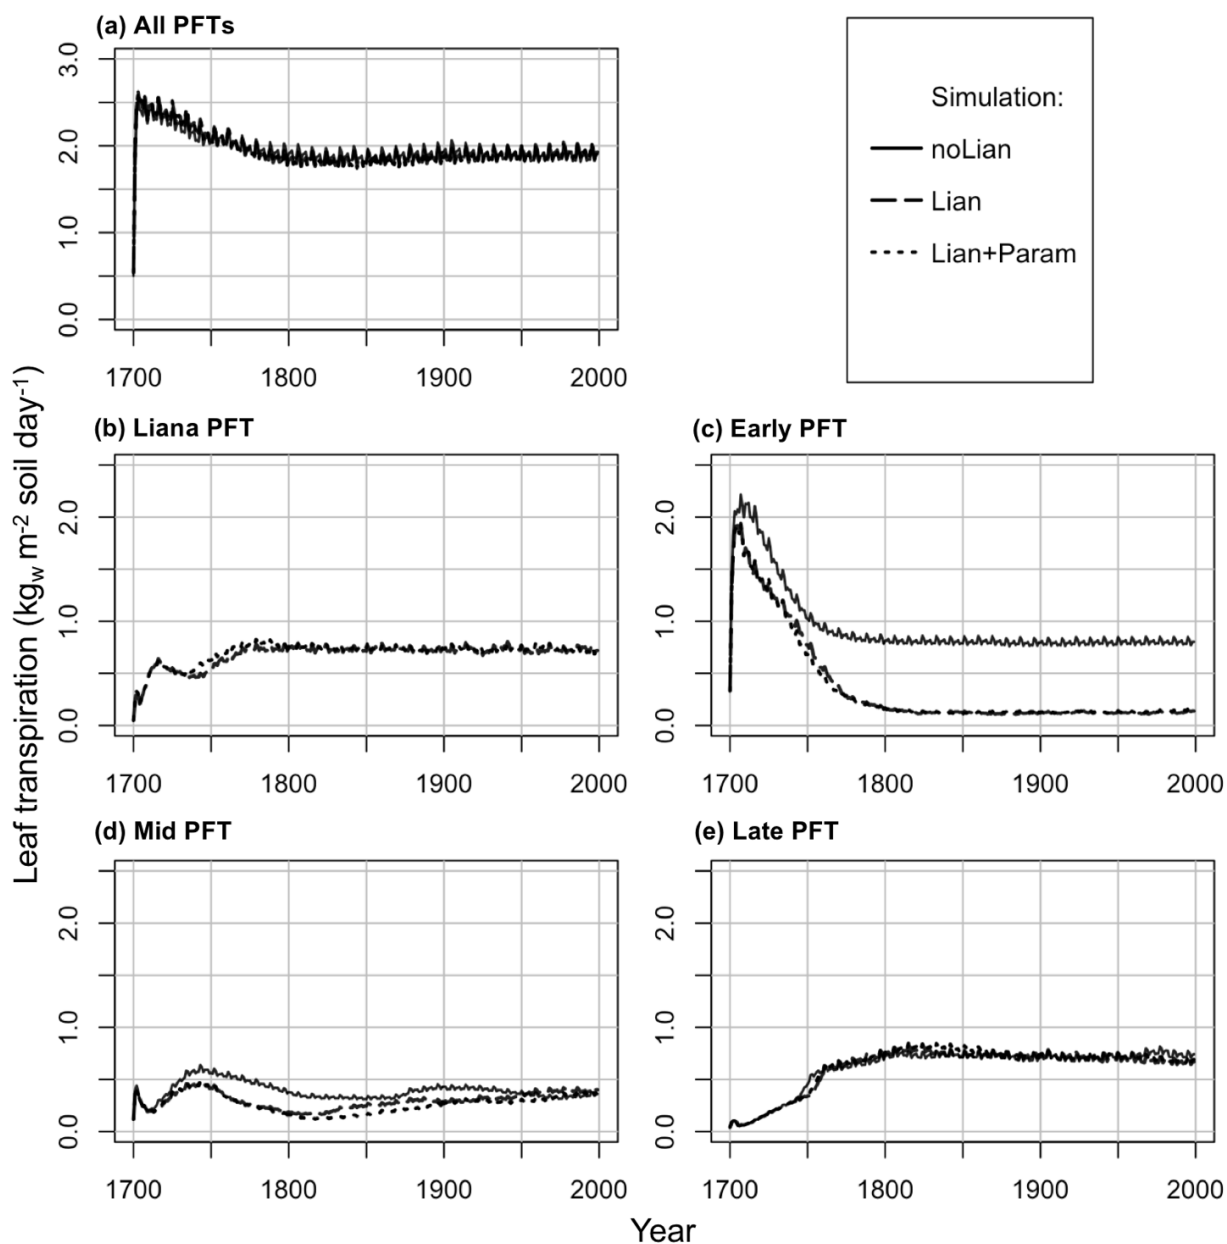 (a) All PFTs
3.0
2.0
1.0
0.0
1700 1800 1900 2000
Simulation:
noLian
Lian
Lian+Param
Leaf transpiration (kgw m-2 soil day-1)
(b) Liana PFT
2.0
1.0
0.0
1700 1800 1900 2000
(c) Early PFT
2.0
1.0
0.0
1700 1800 1900 2000
(d) Mid PFT
2.0
1.0
0.0
1700 1800 1900 2000
(e) Late PFT
2.0
1.0
0.0
1700 1800 1900 2000
Year